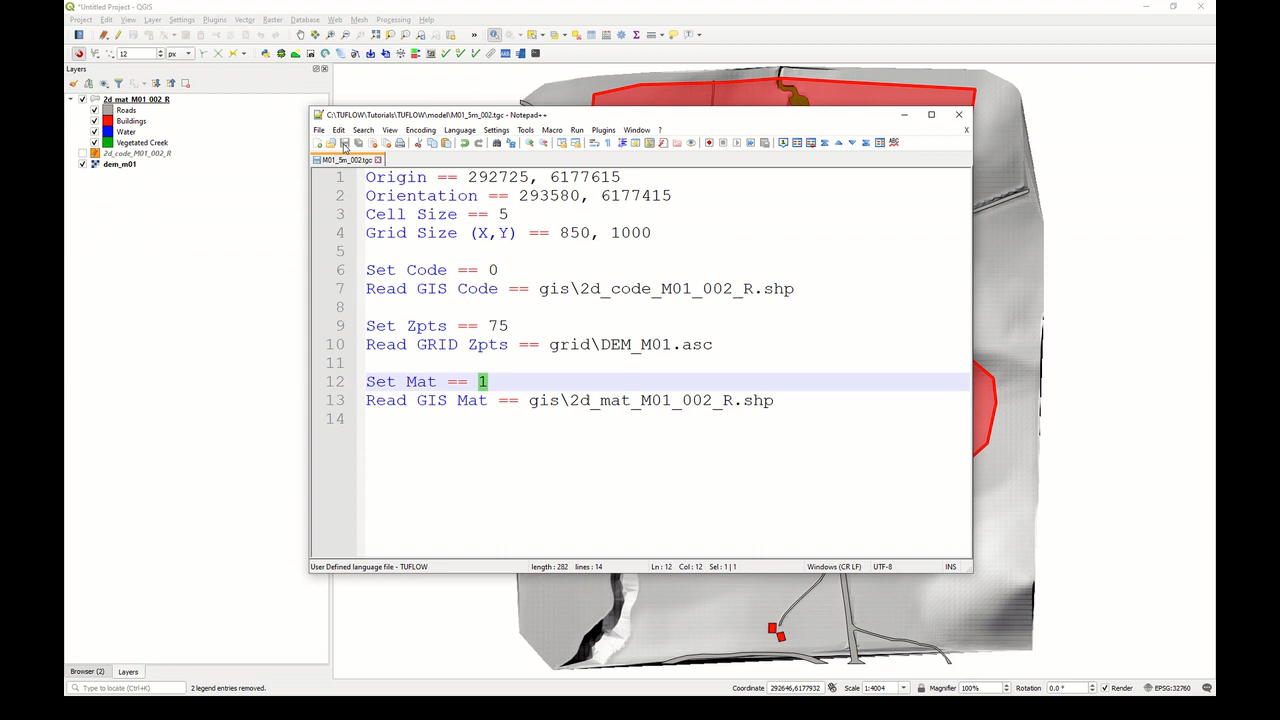 *Untitled Project - QGIS
Project Edit View Layer Settings Plugins Vector Raster Database Web Mesh Processing Help
12 px
Layers
2d_mat_M01_002_R
Roads
Buildings
Water
Vegetated Creek
2d_code_M01_002_R
dem_m01
C:\TUFLOW\Tutorials\TUFLOW\model\M01_5m_002.tgc - Notepad++
File Edit Search View Encoding Language Settings Tools Macro Run Plugins Window ?
X
M01_5m_002.tgc
1 Origin == 292725, 6177615
2 Orientation == 293580, 6177415
3 Cell Size == 5
4 Grid Size (X,Y) == 850, 1000
5
6 Set Code == 0
7 Read GIS Code == gis\2d_code_M01_002_R.shp
8
9 Set Zpts == 75
10 Read GRID Zpts == grid\DEM_M01.asc
11
12 Set Mat == 1
13 Read GIS Mat == gis\2d_mat_M01_002_R.shp
14
User Defined language file - TUFLOW length : 282 lines : 14 Ln : 12 Col : 12 Sel : 1 | 1 Windows (CR LF) UTF-8 INS
Browser (2) Layers
Type to locate (Ctrl+K) 2 legend entries removed. Coordinate 292646,6177932 Scale 1:4004 Magnifier 100% Rotation 0.0 ° Render EPSG:32760